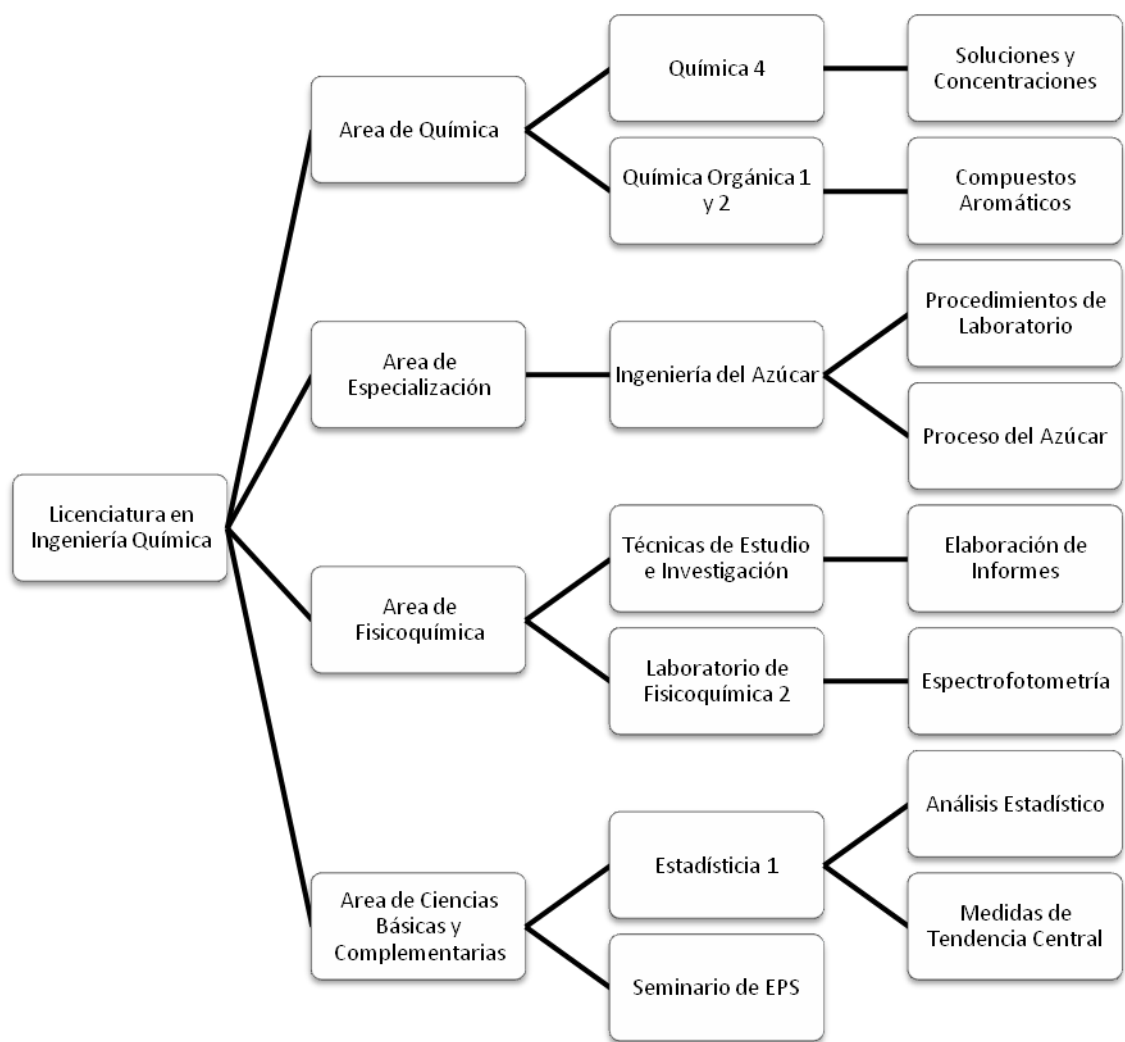 Química 4
Soluciones y
Concentraciones
Area de Química
Química Orgánica 1
y 2
Compuestos
Aromáticos
Procedimientos de
Laboratorio
Area de
Especialización
Ingeniería del Azúcar
Proceso del Azúcar
Licenciatura en
Ingeniería Química
Técnicas de Estudio
e Investigación
Elaboración de
Informes
Area de
Fisicoquímica
Laboratorio de
Fisicoquímica 2
Espectrofotometría
Análisis Estadístico
Estadísticia 1
Area de Ciencias
Básicas y
Complementarias
Medidas de
Tendencia Central
Seminario de EPS